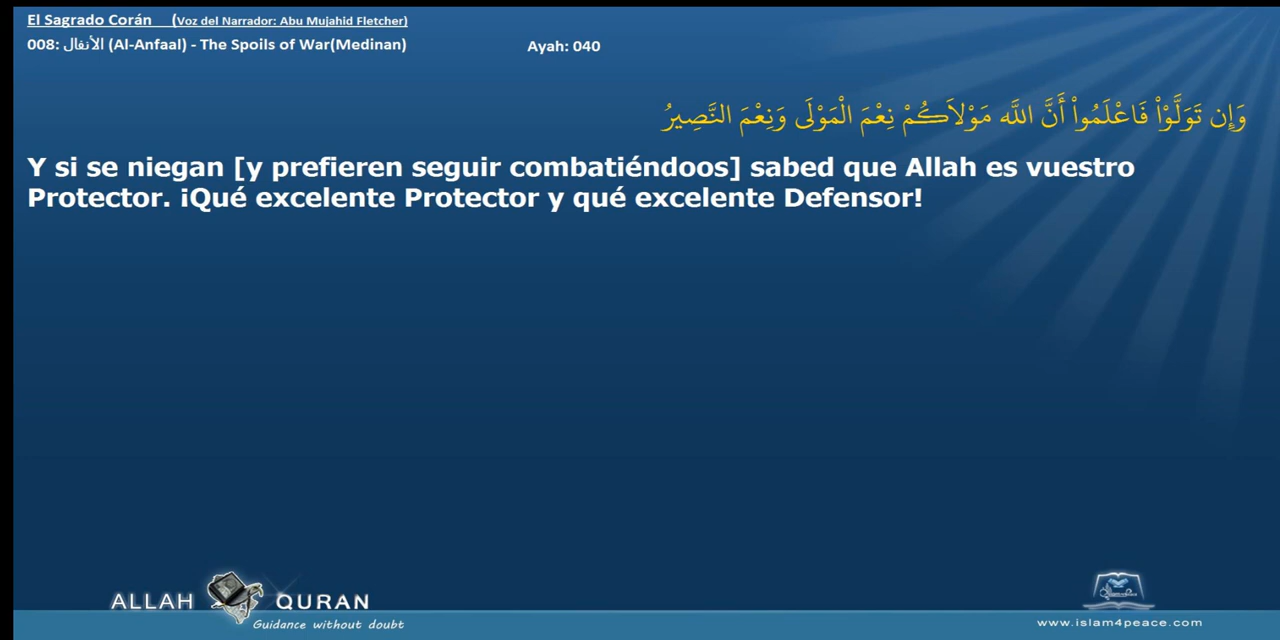 El Sagrado Corán (Voz del Narrador: Abu Mujahid Fletcher)
008: الأنفال (Al-Anfaal) - The Spoils of War(Medinan) Ayah: 040
وَإِن تَوَلَّوْاْ فَاعْلَمُواْ أَنَّ اللّه مَوْلاَكُمْ نِعْمَ الْمَوْلَى وَنِعْمَ النَّصِيرُ
Y si se niegan [y prefieren seguir combatiéndoos] sabed que Allah es vuestro
Protector. ¡Qué excelente Protector y qué excelente Defensor!
ALLAH QURAN
Guidance without doubt
www.islam4peace.com